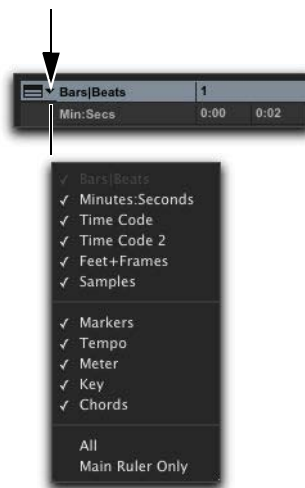 Bars|Beats 1
Min:Secs 0:00 0:02
✓ Bars|Beats
✓ Minutes:Seconds
✓ Time Code
✓ Time Code 2
✓ Feet+Frames
✓ Samples
✓ Markers
✓ Tempo
✓ Meter
✓ Key
✓ Chords
All
Main Ruler Only